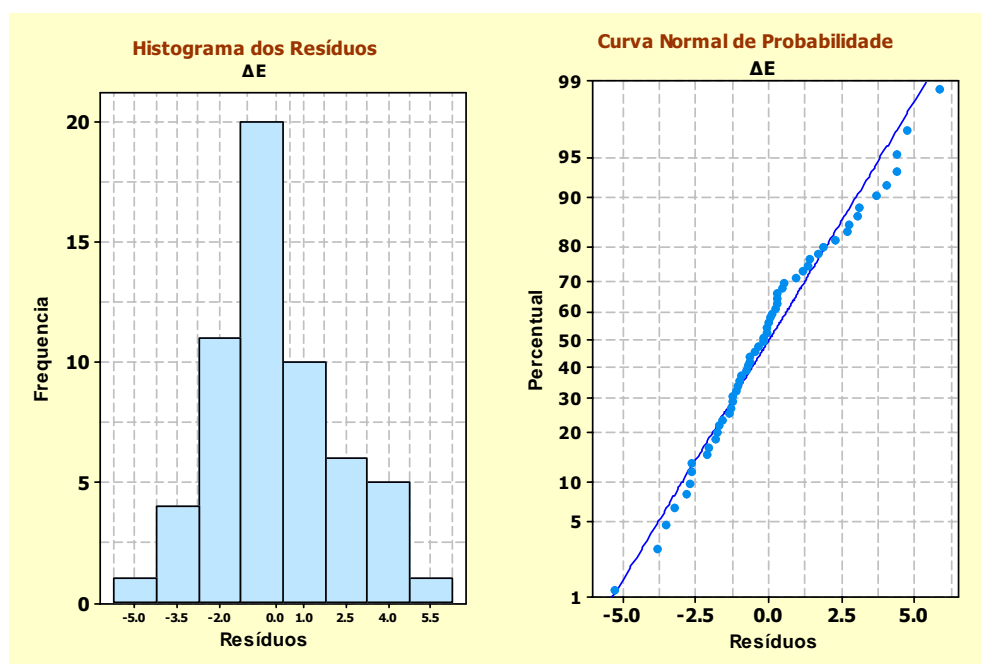 Histograma dos Resíduos
ΔE
20
15
10
5
0
Frequencia
-5.0 -3.5 -2.0 0.0 1.0 2.5 4.0 5.5
Resíduos
Curva Normal de Probabilidade
ΔE
99
95
90
80
70
60
50
40
30
20
10
5
1
Percentual
-5.0 -2.5 0.0 2.5 5.0
Resíduos